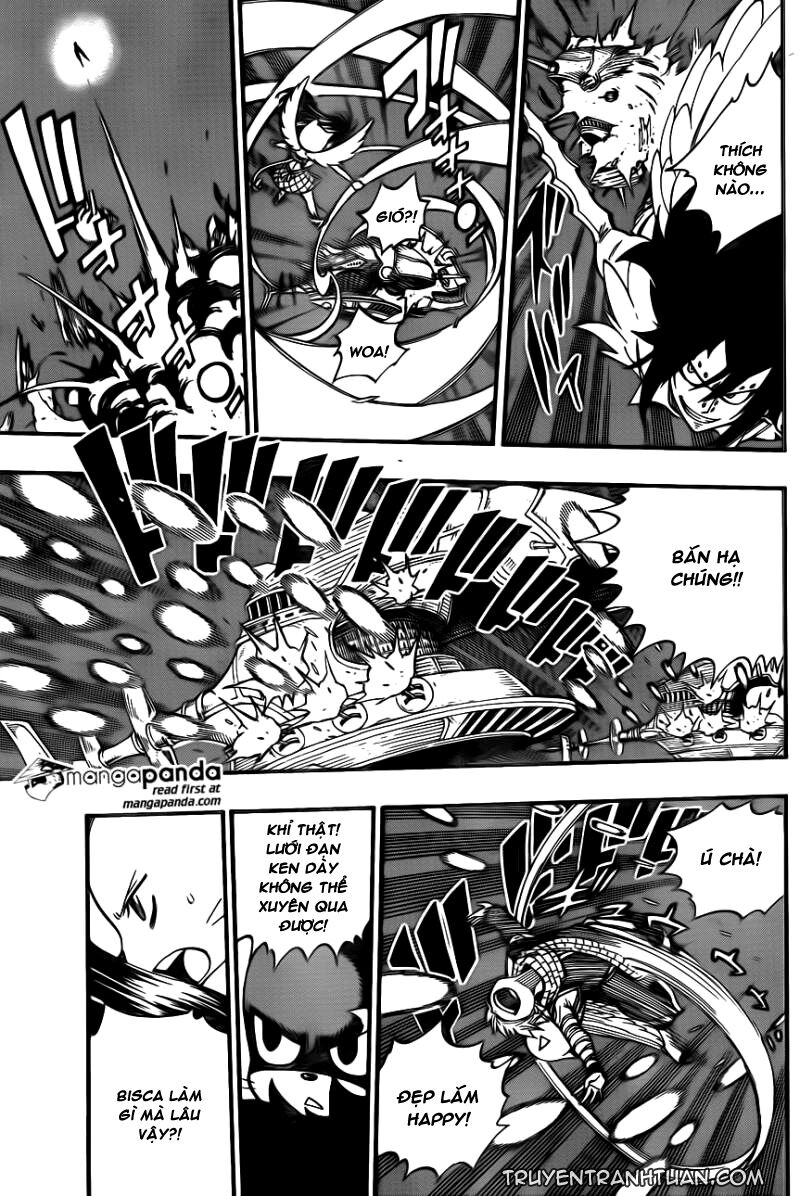 THÍCH
KHÔNG
NÀO...
GIÓ?!
WOA!
BẮN HẠ
CHÚNG!!
mangapanda
read first at
mangapanda.com
Ú CHÀ!
ĐẸP LẮM
HAPPY!
KHỈ THẬT!
LƯỚI ĐẠN
KEN DÀY
KHÔNG THỂ
XUYÊN QUA
ĐƯỢC!
BISCA LÀM
GÌ MÀ LÂU
VẬY?!
TRUYENTRANHTUAN.COM